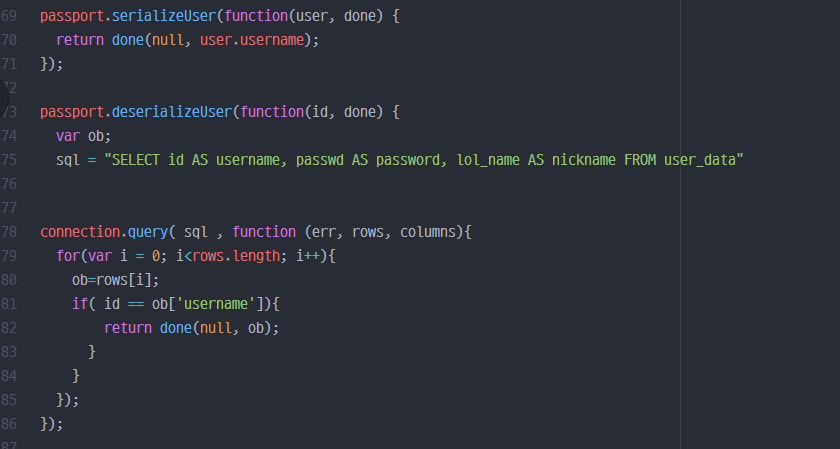 69 passport.serializeUser(function(user, done) {
70   return done(null, user.username);
71 });
72
73 passport.deserializeUser(function(id, done) {
74   var ob;
75   sql = "SELECT id AS username, passwd AS password, lol_name AS nickname FROM user_data"
76
77
78 connection.query( sql , function (err, rows, columns){
79   for(var i = 0; i<rows.length; i++){
80     ob=rows[i];
81     if( id == ob['username']){
82         return done(null, ob);
83       }
84     }
85   });
86 });
87